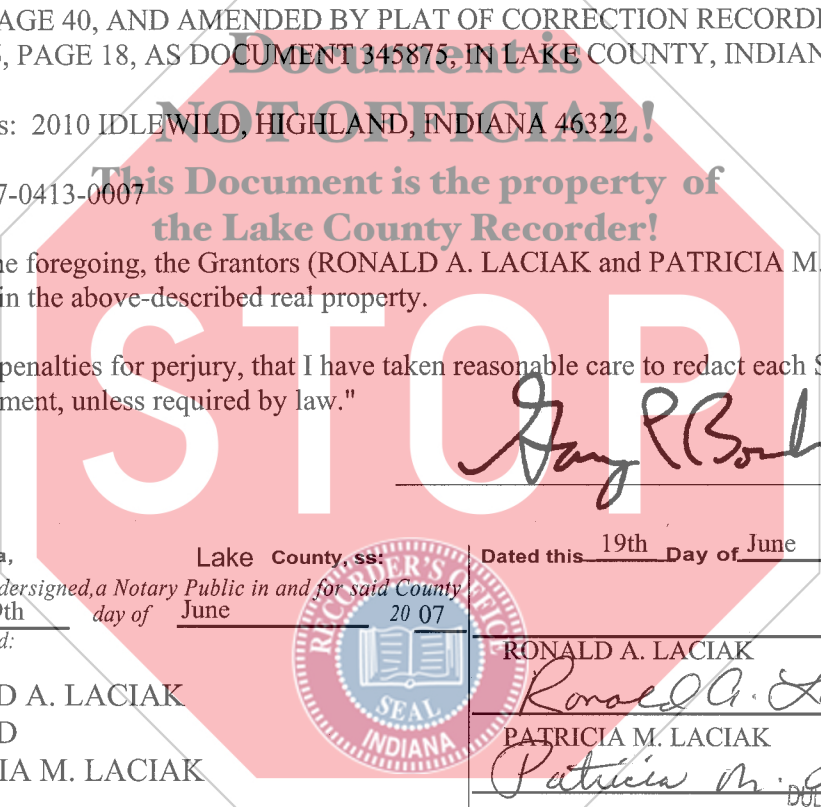 AGE 40, AND AMENDED BY PLAT OF CORRECTION RECORD
, PAGE 18, AS DOCUMENT 345875, IN LAKE COUNTY, INDIAN
Document is
s: 2010 IDLEWILD, HIGHLAND, INDIANA 46322
NOT OFFICIAL!
This Document is the property of
7-0413-0007
the Lake County Recorder!
ne foregoing, the Grantors (RONALD A. LACIAK and PATRICIA M.
in the above-described real property.
STOP
penalties for perjury, that I have taken reasonable care to redact each S
ment, unless required by law."
a, Lake County, ss:
Dated this 19th Day of June
dersigned, a Notary Public in and for said County
9th day of June 20 07
d:
RECORDER'S OFFICE
SEAL
INDIANA
D A. LACIAK
D
IA M. LACIAK
RONALD A. LACIAK
Ronald A. L
PATRICIA M. LACIAK
Patricia M.